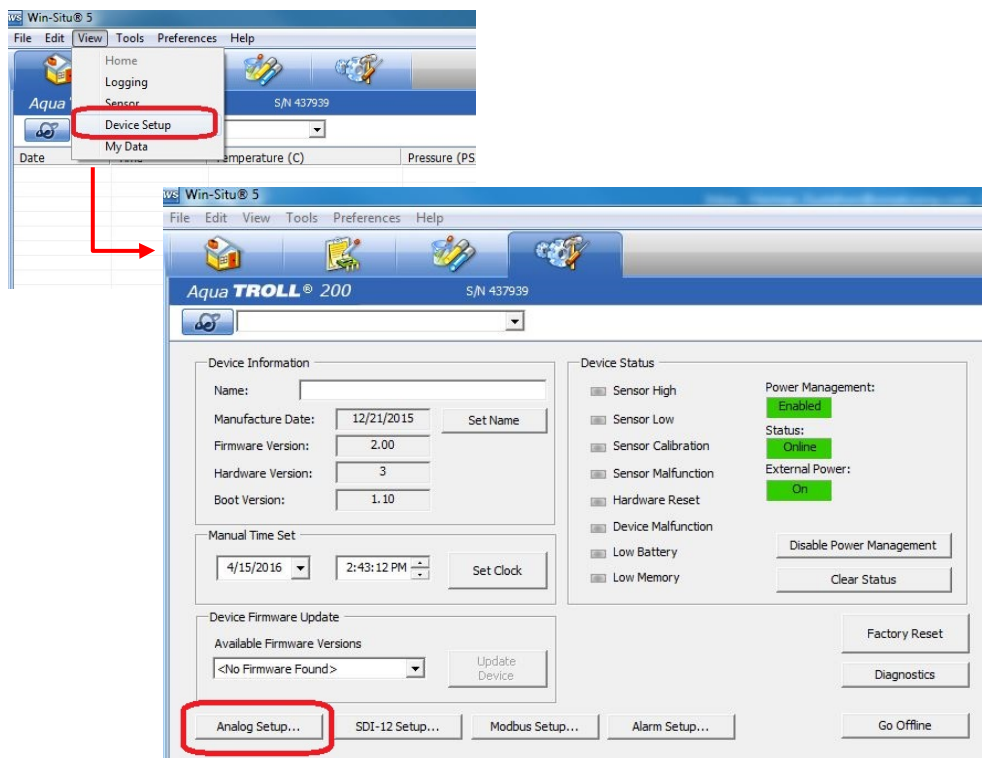 Win-Situ® 5
File Edit View Tools Preferences Help
Home
Logging
Sensor
Device Setup
My Data
Aqua
S/N 437939
Date
Temperature (C)
Pressure (PS
Win-Situ® 5
File Edit View Tools Preferences Help
Aqua TROLL® 200
S/N 437939
Device Information
Name:
Manufacture Date: 12/21/2015 Set Name
Firmware Version: 2.00
Hardware Version: 3
Boot Version: 1.10
Manual Time Set
4/15/2016 2:43:12 PM Set Clock
Device Firmware Update
Available Firmware Versions
<No Firmware Found> Update
Device
Device Status
Sensor High
Sensor Low
Sensor Calibration
Sensor Malfunction
Hardware Reset
Device Malfunction
Low Battery
Low Memory
Power Management:
Enabled
Status:
Online
External Power:
On
Disable Power Management
Clear Status
Factory Reset
Diagnostics
Analog Setup... SDI-12 Setup... Modbus Setup... Alarm Setup... Go Offline